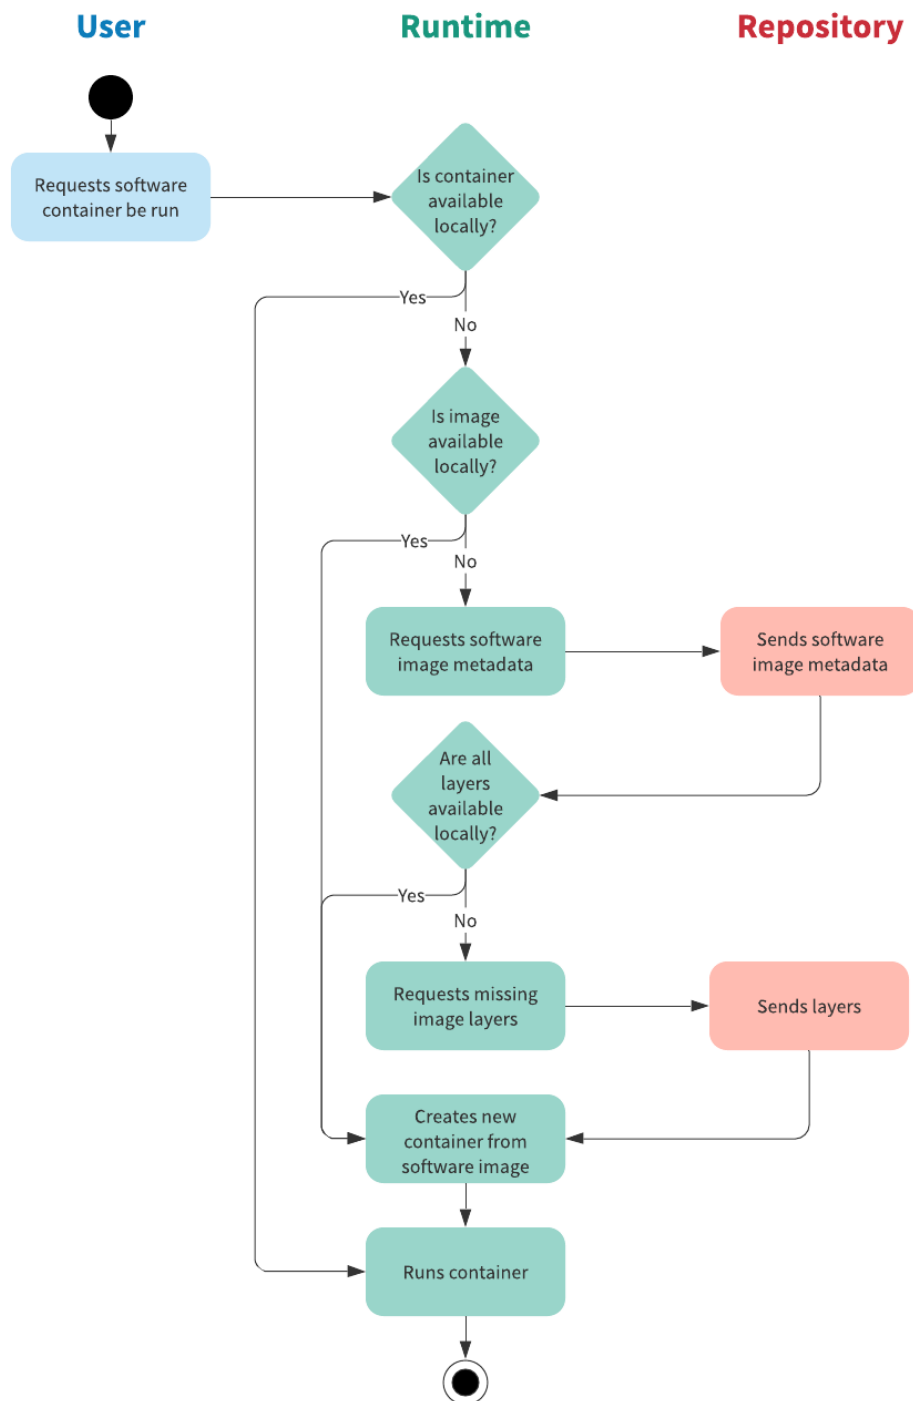 User
Runtime
Repository
Requests software
container be run
Is container
available
locally?
Yes
No
Is image
available
locally?
Yes
No
Requests software
image metadata
Sends software
image metadata
Are all
layers
available
locally?
Yes
No
Requests missing
image layers
Sends layers
Creates new
container from
software image
Runs container